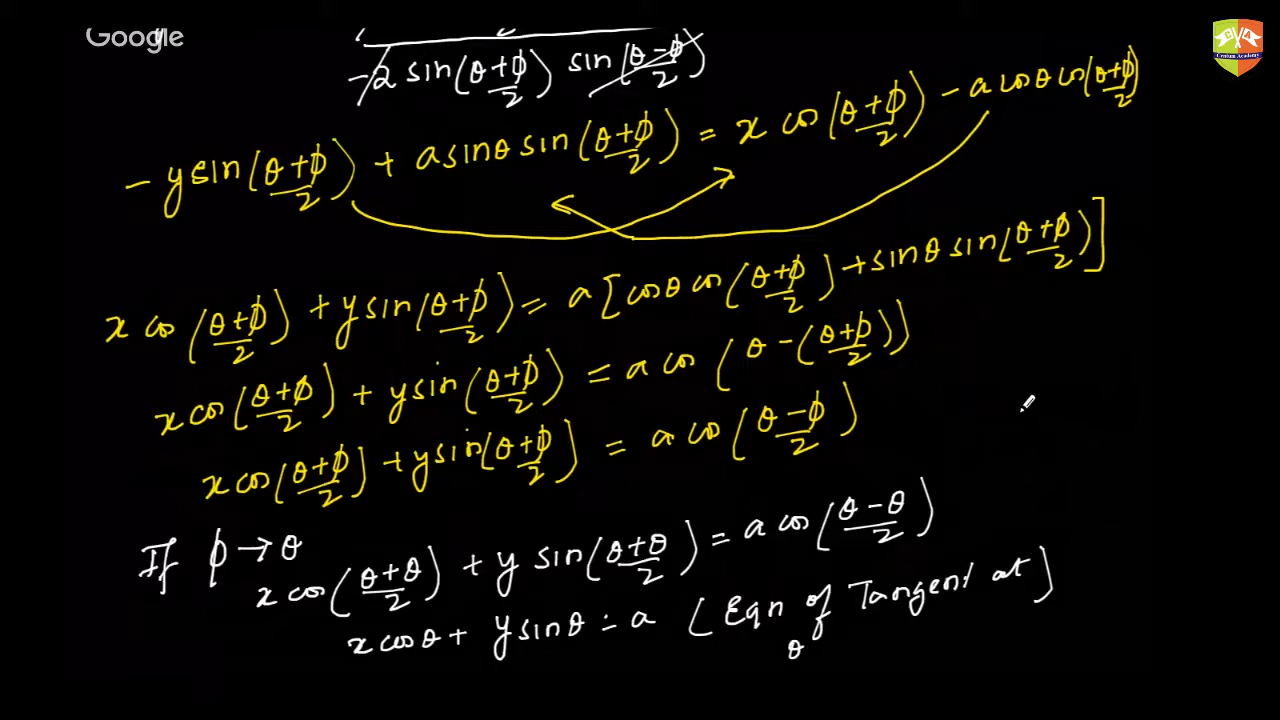 Google
Centum Academy
-2 sin(θ+φ/2) sin(θ-φ/2)
- y sin(θ+φ/2) + a sinθ sin(θ+φ/2) = x cos(θ+φ/2) - a cosθ cos(θ+φ/2)
x cos(θ+φ/2) + y sin(θ+φ/2) = a[cosθ cos(θ+φ/2) + sinθ sin(θ+φ/2)]
x cos(θ+φ/2) + y sin(θ+φ/2) = a cos(θ-(θ+φ/2))
x cos(θ+φ/2) + y sin(θ+φ/2) = a cos(θ-φ/2)
If φ→θ
x cos(θ+θ/2) + y sin(θ+θ/2) = a cos(θ-θ/2)
x cosθ + y sinθ = a (Eqn of Tangent at θ)